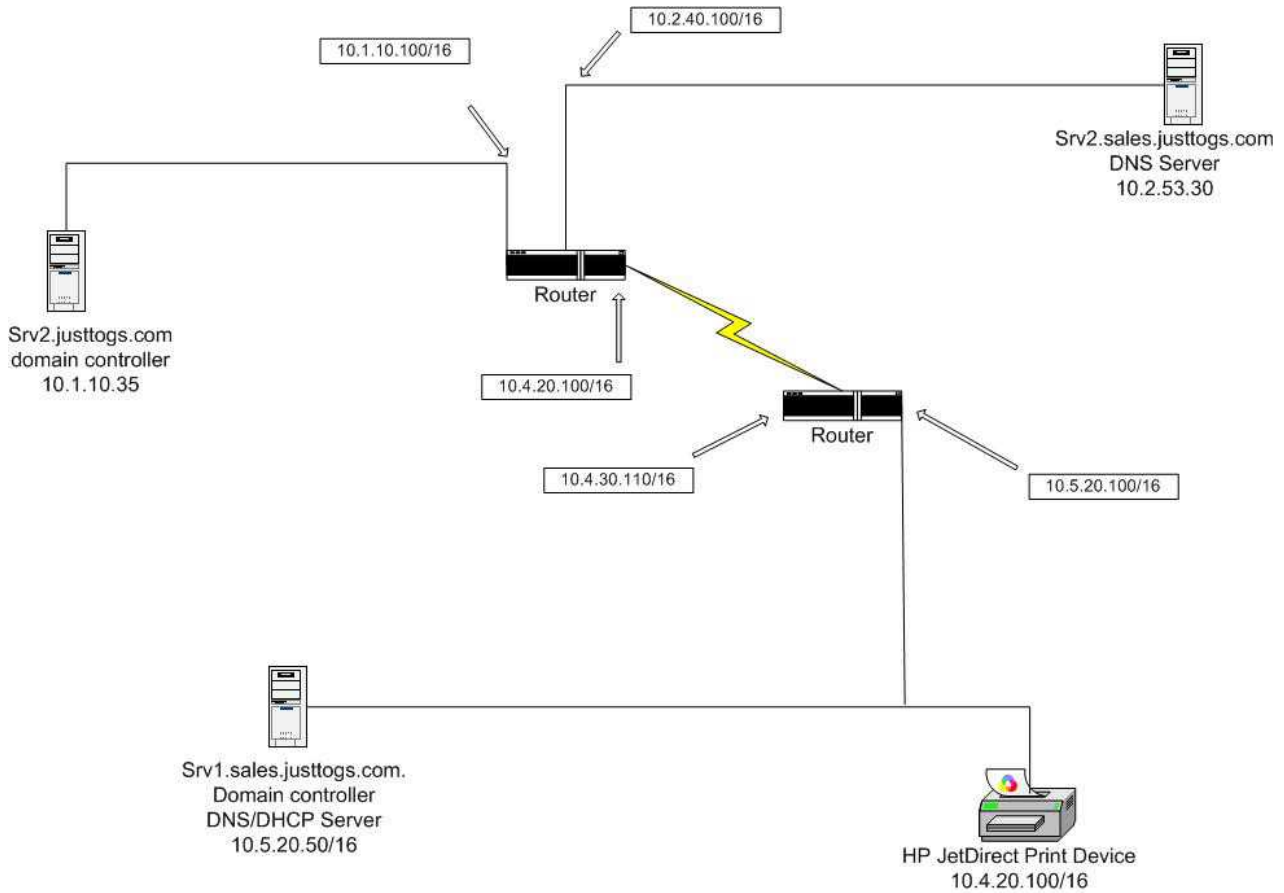 10.2.40.100/16
10.1.10.100/16
Srv2.sales.justtogs.com
DNS Server
10.2.53.30
Router
Srv2.justtogs.com
domain controller
10.1.10.35
10.4.20.100/16
Router
10.4.30.110/16
10.5.20.100/16
Srv1.sales.justtogs.com.
Domain controller
DNS/DHCP Server
10.5.20.50/16
HP JetDirect Print Device
10.4.20.100/16